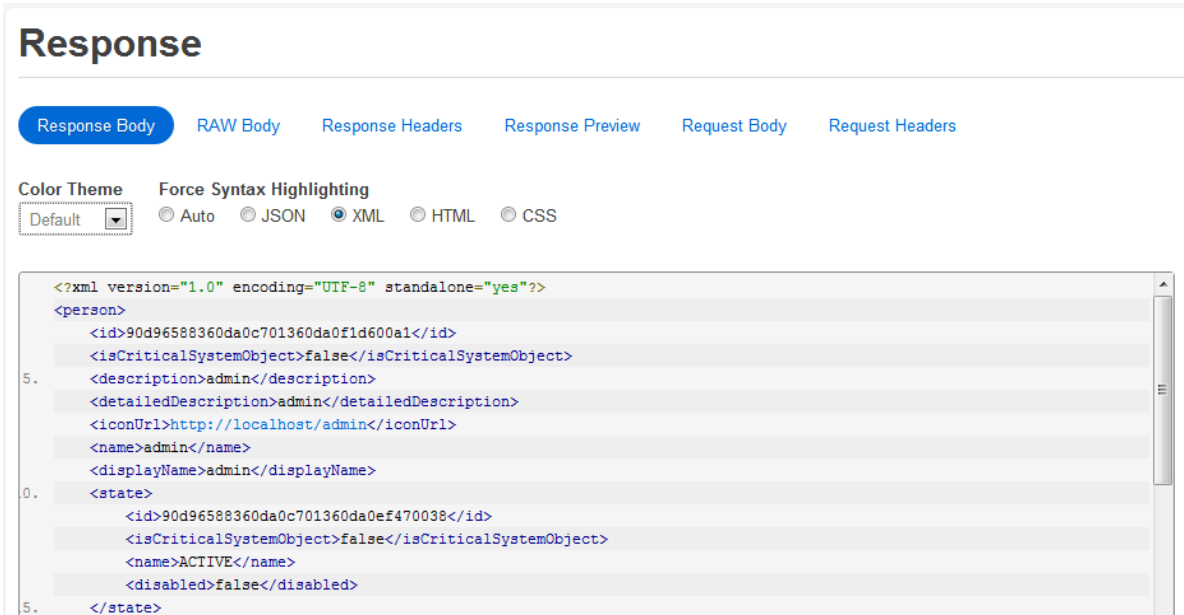 Response
Response Body RAW Body Response Headers Response Preview Request Body Request Headers
Color Theme Force Syntax Highlighting
Default Auto JSON XML HTML CSS
<?xml version="1.0" encoding="UTF-8" standalone="yes"?>
<person>
<id>90d96588360da0c701360da0f1d600a1</id>
<isCriticalSystemObject>false</isCriticalSystemObject>
5. <description>admin</description>
<detailedDescription>admin</detailedDescription>
<iconUrl>http://localhost/admin</iconUrl>
<name>admin</name>
<displayName>admin</displayName>
0. <state>
<id>90d96588360da0c701360da0ef470038</id>
<isCriticalSystemObject>false</isCriticalSystemObject>
<name>ACTIVE</name>
<disabled>false</disabled>
5. </state>